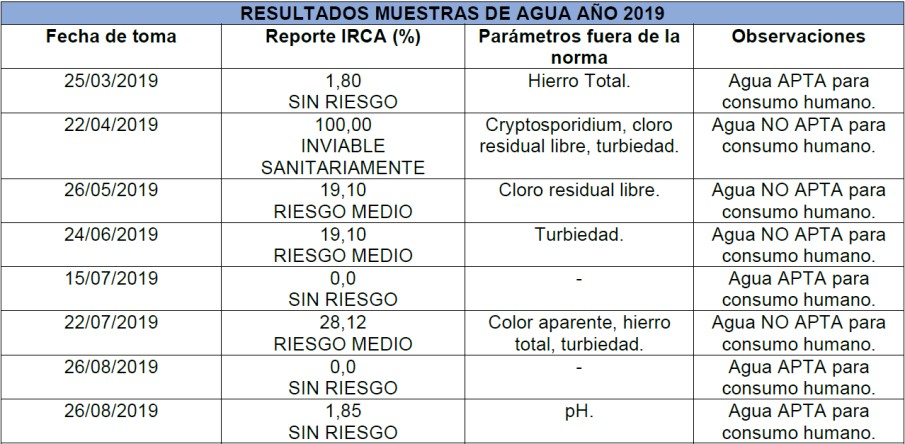 RESULTADOS MUESTRAS DE AGUA AÑO 2019
Fecha de toma | Reporte IRCA (%) | Parámetros fuera de la norma | Observaciones
25/03/2019 | 1,80 SIN RIESGO | Hierro Total. | Agua APTA para consumo humano.
22/04/2019 | 100,00 INVIABLE SANITARIAMENTE | Cryptosporidium, cloro residual libre, turbiedad. | Agua NO APTA para consumo humano.
26/05/2019 | 19,10 RIESGO MEDIO | Cloro residual libre. | Agua NO APTA para consumo humano.
24/06/2019 | 19,10 RIESGO MEDIO | Turbiedad. | Agua NO APTA para consumo humano.
15/07/2019 | 0,0 SIN RIESGO | - | Agua APTA para consumo humano.
22/07/2019 | 28,12 RIESGO MEDIO | Color aparente, hierro total, turbiedad. | Agua NO APTA para consumo humano.
26/08/2019 | 0,0 SIN RIESGO | - | Agua APTA para consumo humano.
26/08/2019 | 1,85 SIN RIESGO | pH. | Agua APTA para consumo humano.